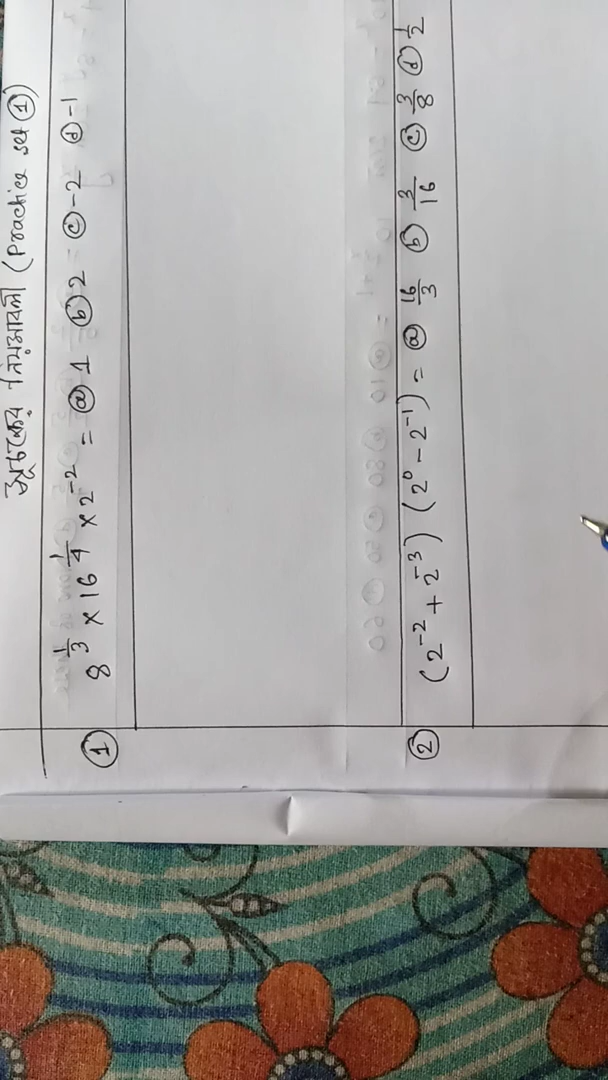 সূচকের নিয়মাবলী (Practice set ①)
① 8^{1/3} × 16^{1/4} × 2^{-2} = ⓐ 1 ⓑ 2 ⓒ -2 ⓓ -1
② (2^{-2} + 2^{-3}) (2^0 - 2^{-1}) = ⓐ 16/3 ⓑ 3/16 ⓒ 3/8 ⓓ 1/2